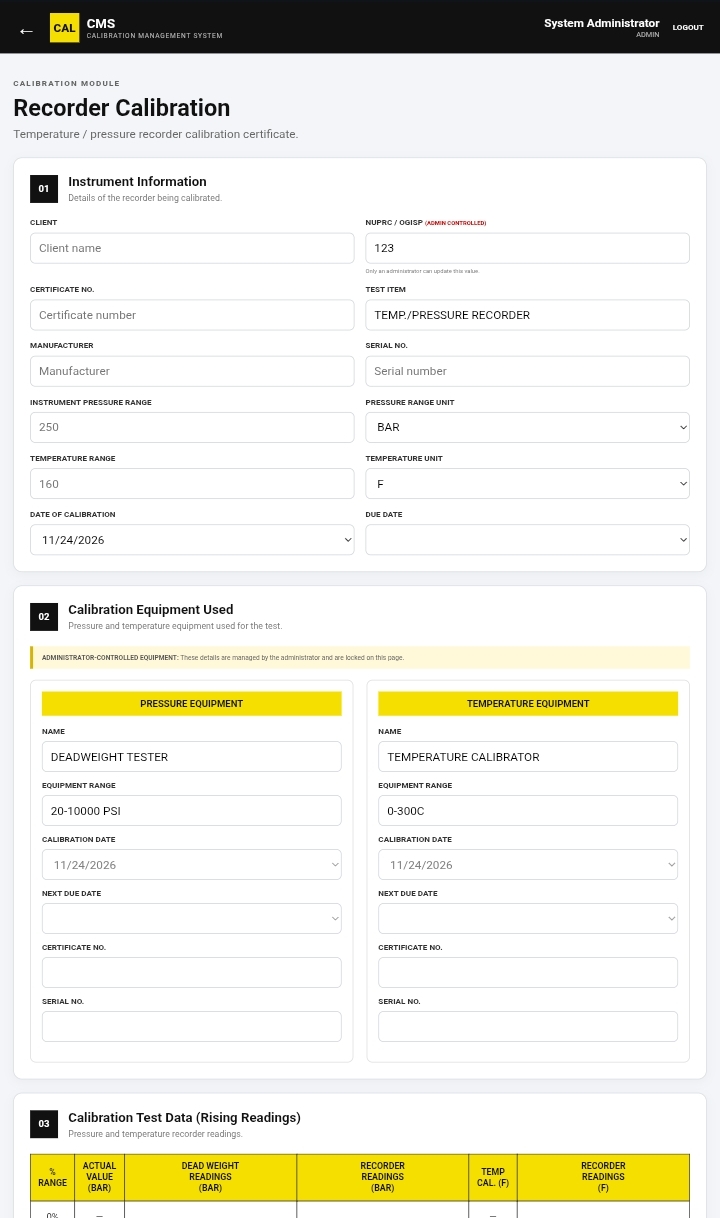 ←
CAL
CMS
CALIBRATION MANAGEMENT SYSTEM
System Administrator
ADMIN
LOGOUT
CALIBRATION MODULE
Recorder Calibration
Temperature / pressure recorder calibration certificate.
01
Instrument Information
Details of the recorder being calibrated.
CLIENT
Client name
NUPRC / OGISP (ADMIN CONTROLLED)
123
Only an administrator can update this value.
CERTIFICATE NO.
Certificate number
TEST ITEM
TEMP./PRESSURE RECORDER
MANUFACTURER
Manufacturer
SERIAL NO.
Serial number
INSTRUMENT PRESSURE RANGE
250
PRESSURE RANGE UNIT
BAR
TEMPERATURE RANGE
160
TEMPERATURE UNIT
F
DATE OF CALIBRATION
11/24/2026
DUE DATE
02
Calibration Equipment Used
Pressure and temperature equipment used for the test.
ADMINISTRATOR-CONTROLLED EQUIPMENT: These details are managed by the administrator and are locked on this page.
PRESSURE EQUIPMENT
NAME
DEADWEIGHT TESTER
EQUIPMENT RANGE
20-10000 PSI
CALIBRATION DATE
11/24/2026
NEXT DUE DATE
CERTIFICATE NO.
SERIAL NO.
TEMPERATURE EQUIPMENT
NAME
TEMPERATURE CALIBRATOR
EQUIPMENT RANGE
0-300C
CALIBRATION DATE
11/24/2026
NEXT DUE DATE
CERTIFICATE NO.
SERIAL NO.
03
Calibration Test Data (Rising Readings)
Pressure and temperature recorder readings.
%
RANGE
ACTUAL
VALUE
(BAR)
DEAD WEIGHT
READINGS
(BAR)
RECORDER
READINGS
(BAR)
TEMP
CAL. (F)
RECORDER
READINGS
(F)
0%
—
—